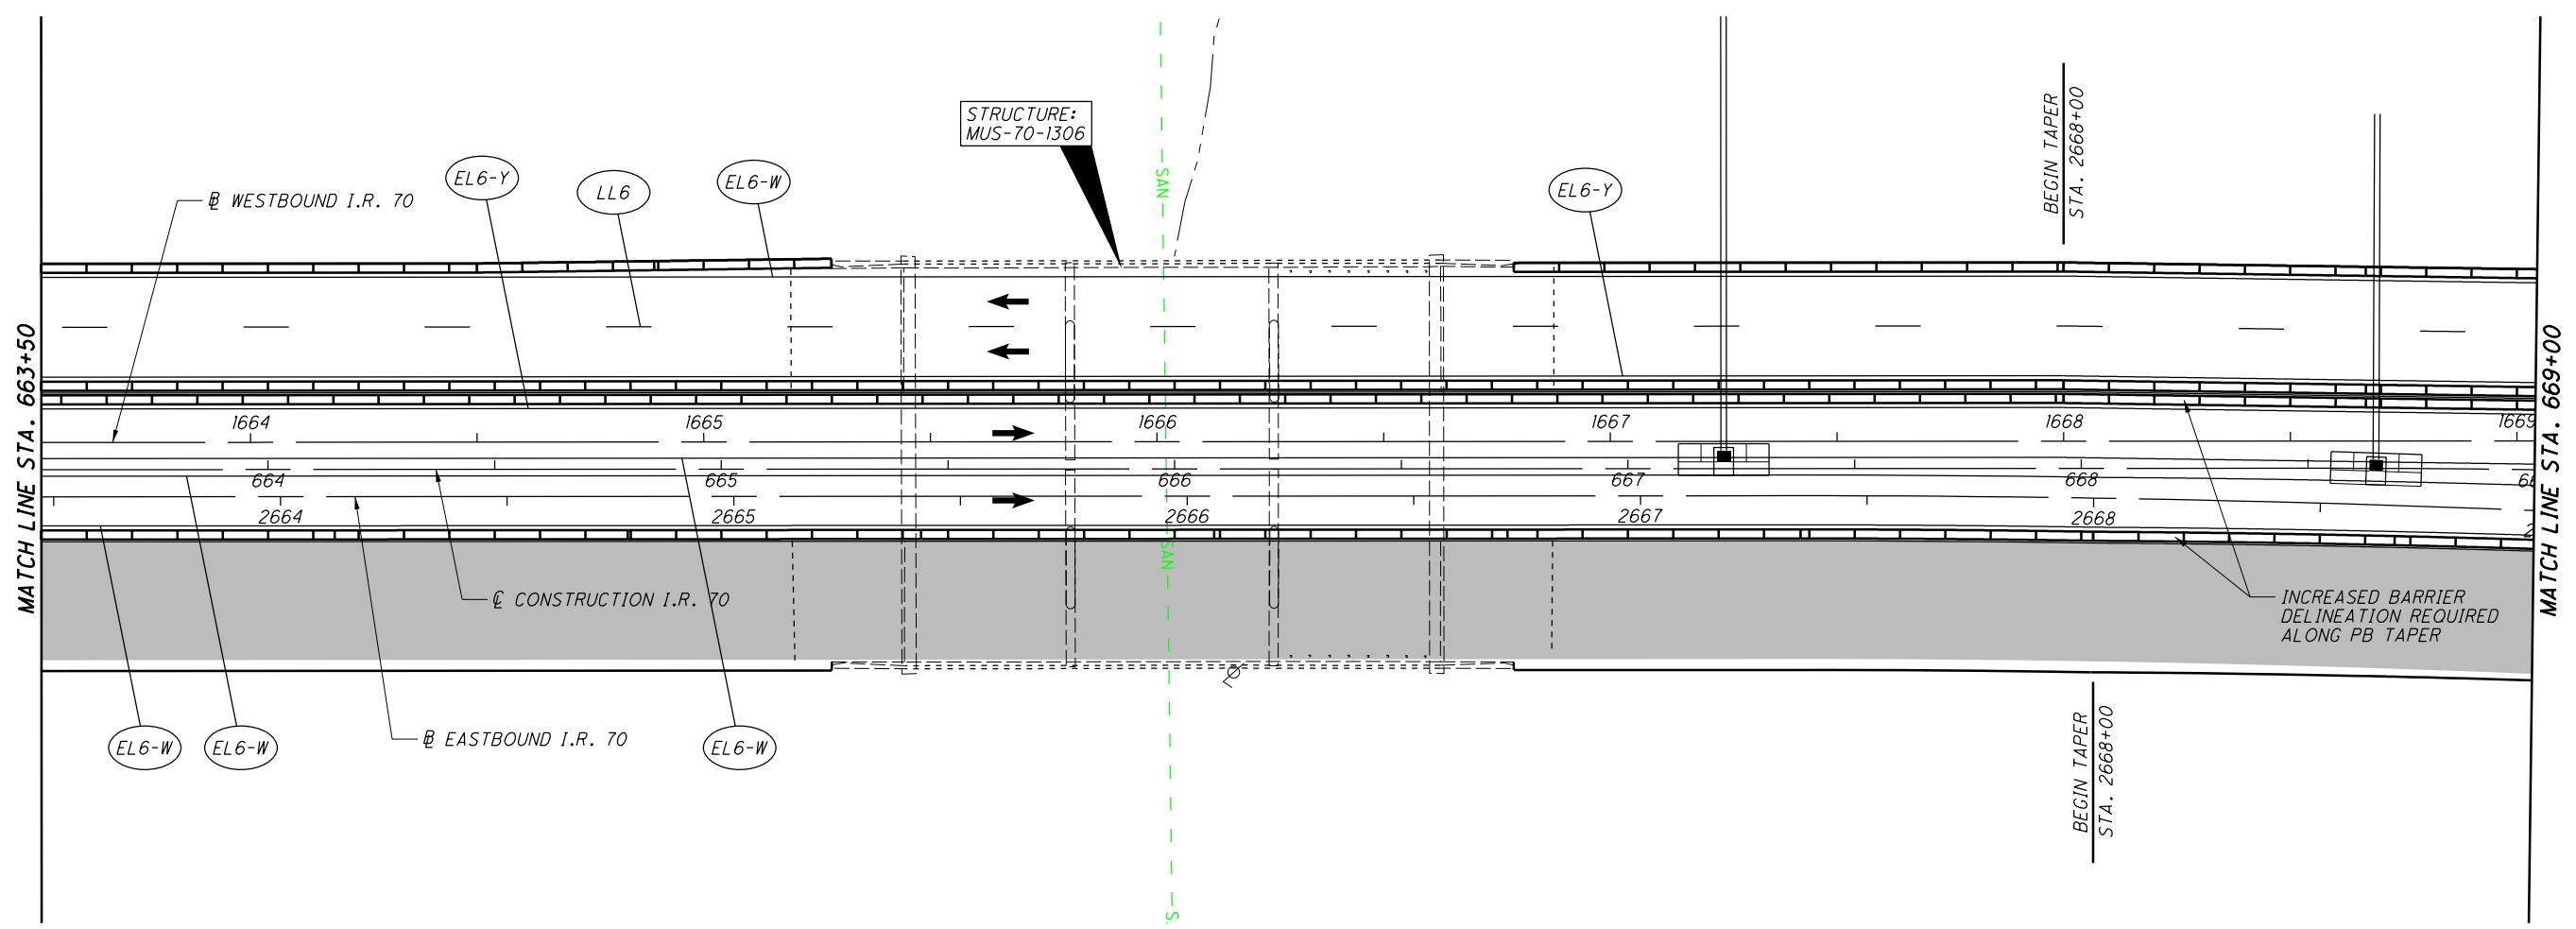 STRUCTURE:
MUS-70-1306
BEGIN TAPER
STA. 2668+00
EL6-Y
LL6
EL6-W
EL6-Y
SAN
℄ WESTBOUND I.R. 70
MATCH LINE STA. 663+50
MATCH LINE STA. 669+00
1664
1665
1666
1667
1668
1669
664
665
666
667
668
66
2664
2665
2666
2667
2668
2
SAN
℄ CONSTRUCTION I.R. 70
INCREASED BARRIER
DELINEATION REQUIRED
ALONG PB TAPER
EL6-W
EL6-W
℄ EASTBOUND I.R. 70
EL6-W
BEGIN TAPER
STA. 2668+00
S